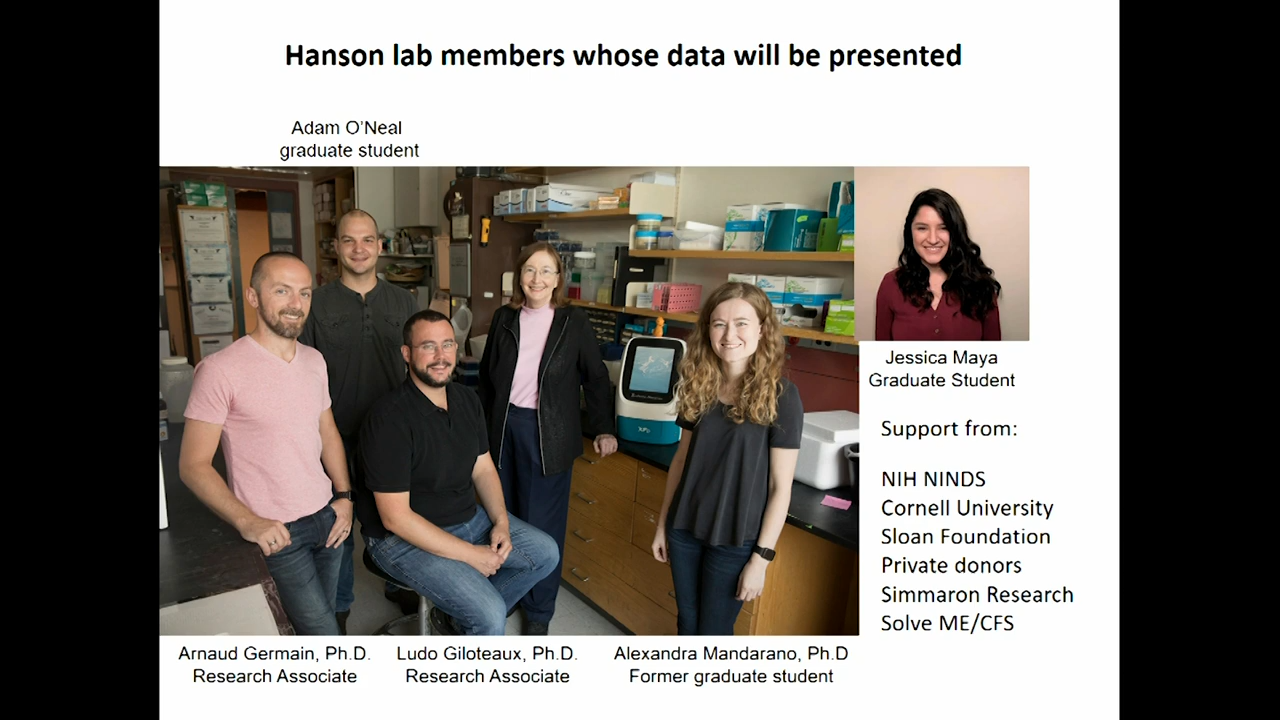 Hanson lab members whose data will be presented
Adam O'Neal
graduate student
Jessica Maya
Graduate Student
Support from:
NIH NINDS
Cornell University
Sloan Foundation
Private donors
Simmaron Research
Solve ME/CFS
Arnaud Germain, Ph.D.
Research Associate
Ludo Giloteaux, Ph.D.
Research Associate
Alexandra Mandarano, Ph.D
Former graduate student